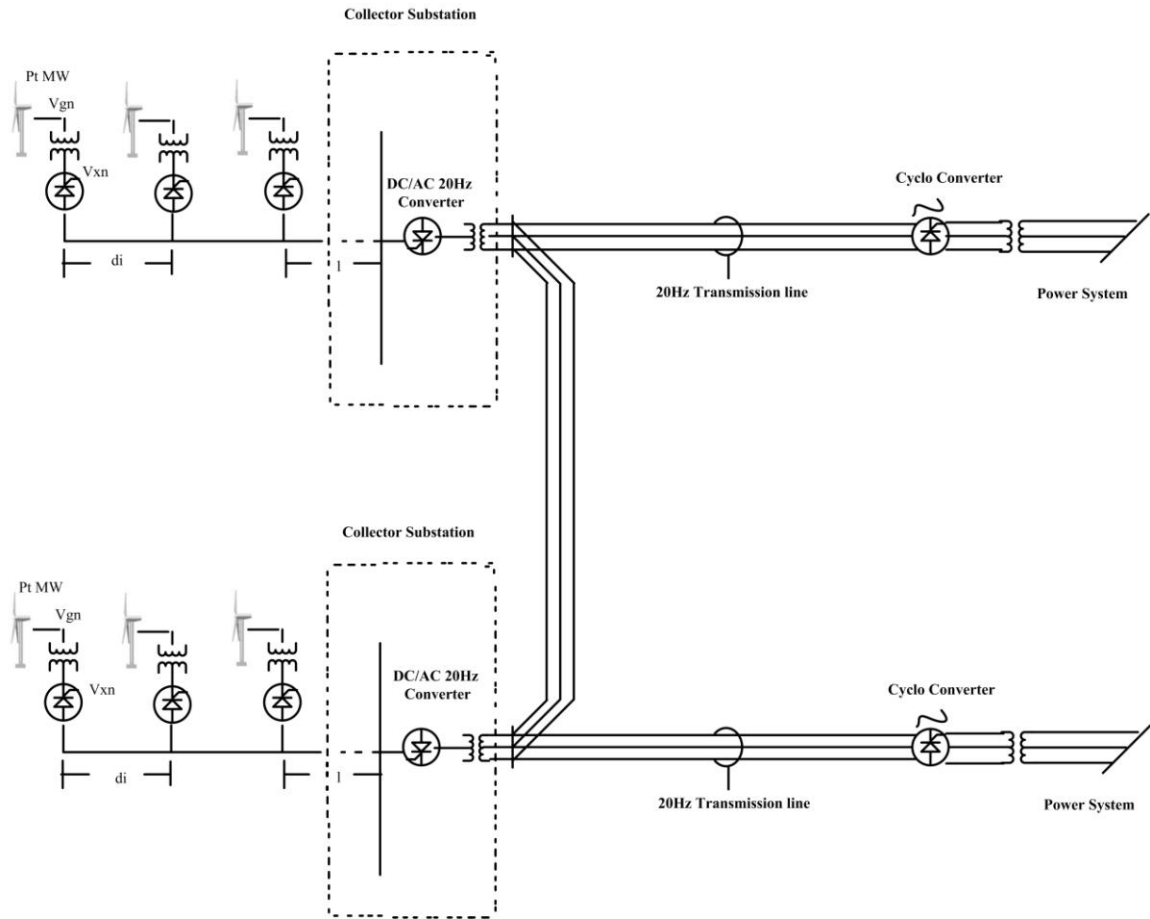 Collector Substation
Pt MW
Vgn
Vxn
DC/AC 20Hz
Converter
Cyclo Converter
di
l
20Hz Transmission line
Power System
Collector Substation
Pt MW
Vgn
Vxn
DC/AC 20Hz
Converter
Cyclo Converter
di
l
20Hz Transmission line
Power System